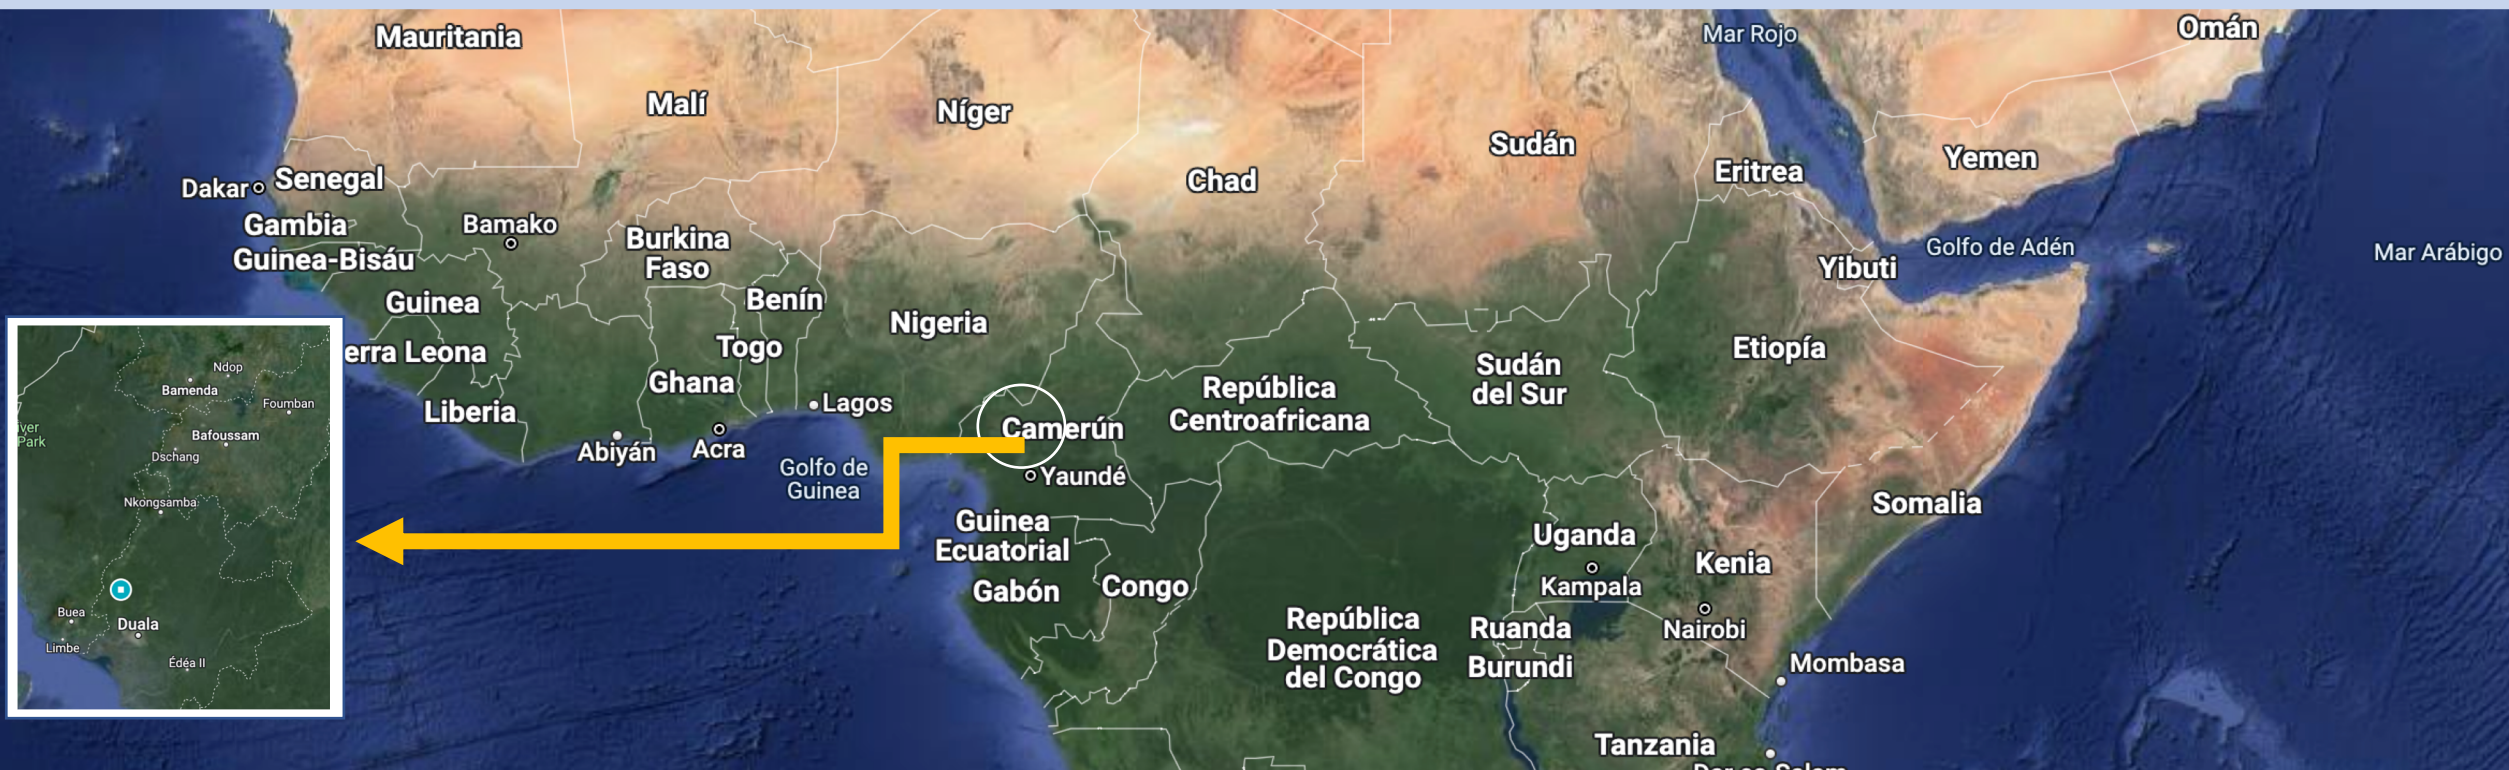 Mauritania
Malí
Níger
Chad
Sudán
Mar Rojo
Eritrea
Yemen
Omán
Dakar
Senegal
Gambia
Guinea-Bisáu
Bamako
Burkina
Faso
Guinea
Benín
Nigeria
Togo
Ghana
erra Leona
Liberia
Abiyán
Acra
Lagos
Golfo de
Guinea
Camerún
Yaundé
República
Centroafricana
Sudán
del Sur
Etiopía
Yibuti
Golfo de Adén
Mar Arábigo
Somalia
Guinea
Ecuatorial
Gabón
Congo
República
Democrática
del Congo
Uganda
Kampala
Kenia
Nairobi
Ruanda
Burundi
Mombasa
Tanzania
Ndop
Bamenda
Foumban
iver
Park
Bafoussam
Dschang
Nkongsamba
Buea
Duala
Limbe
Édéa II